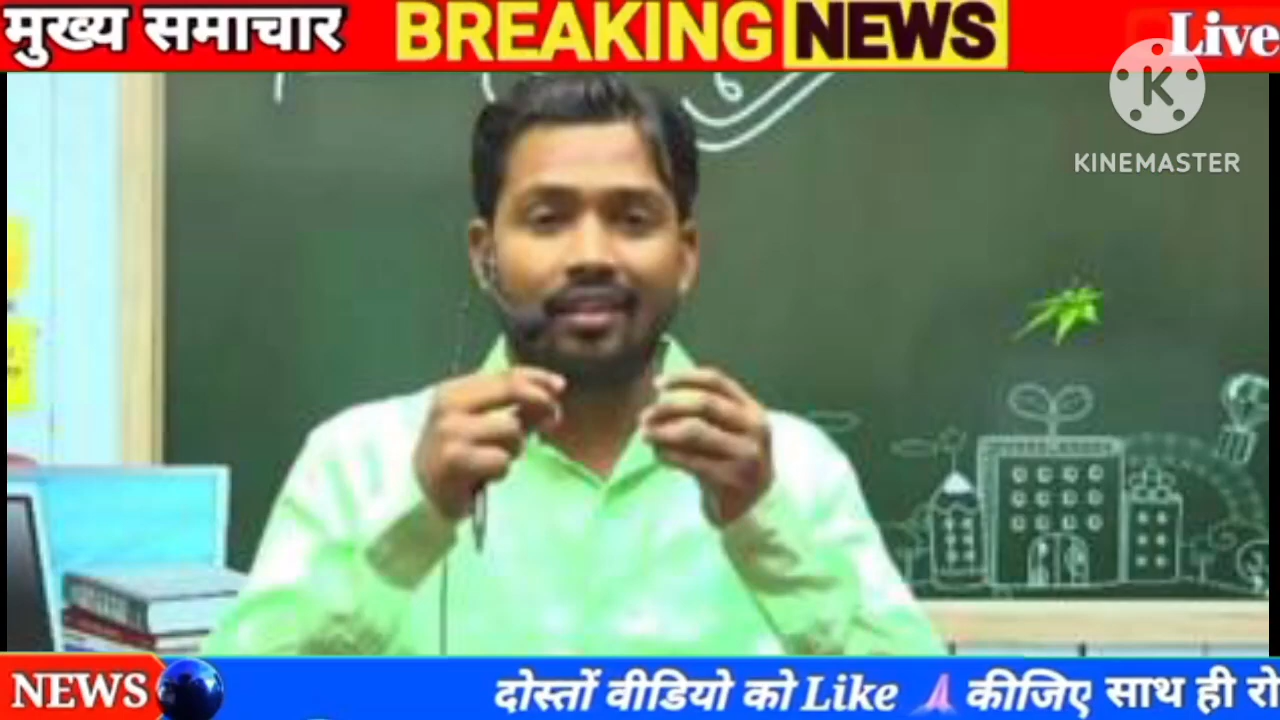 मुख्य समाचार BREAKING NEWS Live
K
KINEMASTER
NEWS दोस्तों वीडियो को Like 🙏 कीजिए साथ ही रो